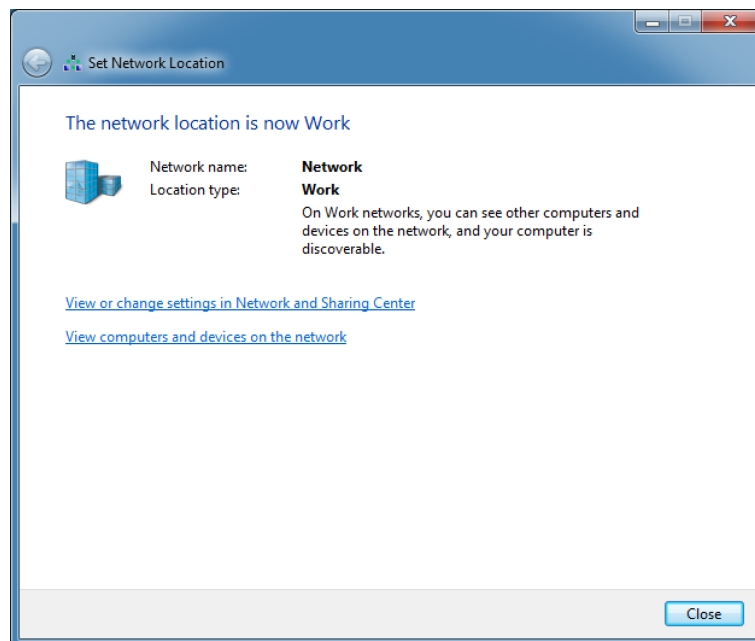 Set Network Location
The network location is now Work
Network name: Network
Location type: Work
On Work networks, you can see other computers and
devices on the network, and your computer is
discoverable.
View or change settings in Network and Sharing Center
View computers and devices on the network
Close